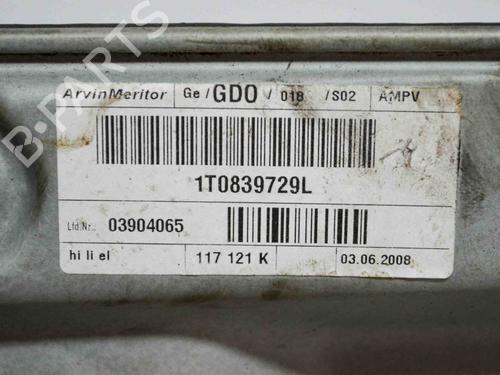 B-PARTS
ArvinMeritor Ge / GDO / 018 / S02 AMPV
1T0839729L
Lfd.Nr.: 03904065
hi li el 117 121 K 03.06.2008